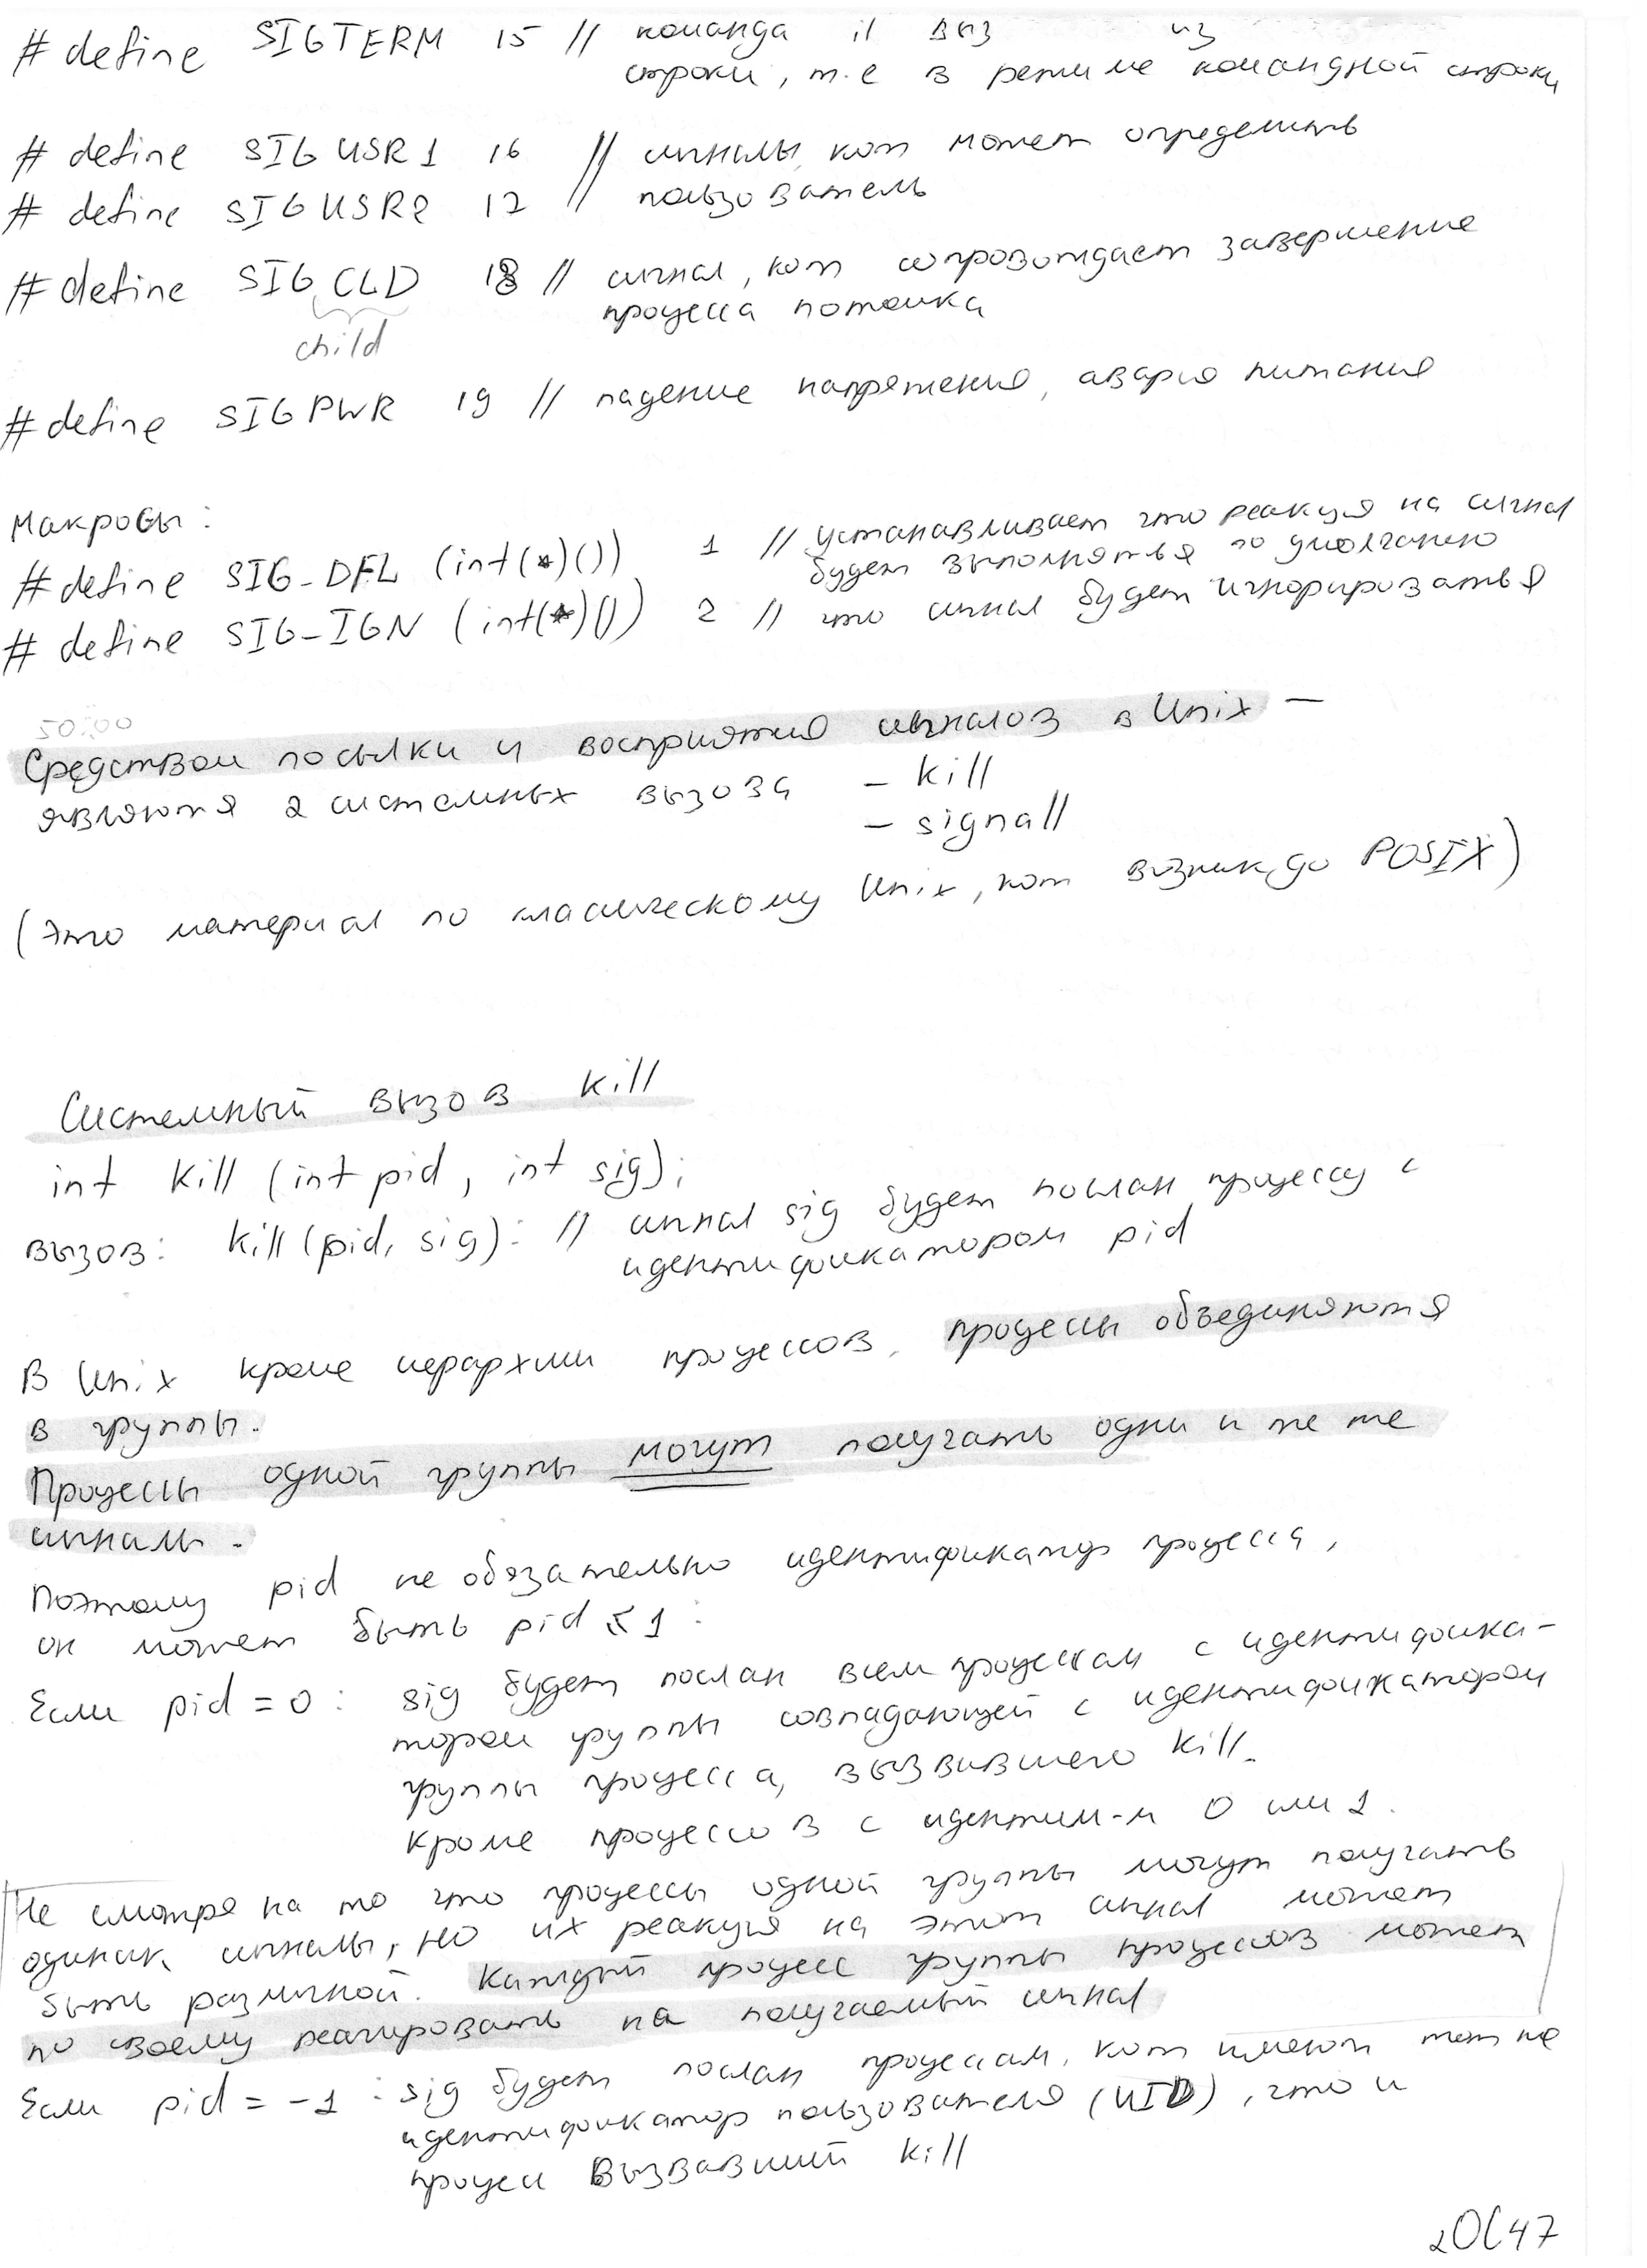 #define SIGTERM 15 // команда il выз из
строки, т.е в режиме командной строки
# define SIGUSR1 16 // сигналы, кот может определить
# define SIGUSR2 17 // пользователь
#define SIGCLD 18 // сигнал, кот сопровождает завершение
процесса потомка
child
#define SIGPWR 19 // падение напряжения, авария питания
Макросы:
#define SIG_DFL (int(*)()) 1 // устанавливает что реакция на сигнал
будет выполняться по умолчанию
# define SIG_IGN (int(*)()) 2 // что сигнал будет игнорироваться
50:00
Средством посылки и восприятия сигналов в Unix —
являются 2 системных вызова – kill
– signall
(это материал по классическому Unix, кот возник до POSIX)
Системный вызов kill
int kill (int pid, int sig);
вызов: kill(pid, sig): // сигнал sig будет послан процессу с
идентификатором pid
В Unix кроме иерархии процессов, процессы объединяются
в группы.
Процессы одной группы могут получать одни и те же
сигналы.
Поэтому pid не обязательно идентификатор процесса,
он может быть pid ≤ 1:
Если pid = 0: sig будет послан всем процессам с идентифика-
тором группы совпадающей с идентификатором
группы процесса, вызвавшего kill.
кроме процессов с идентиф-м 0 или 1.
Не смотря на то что процессы одной группы могут получать
одинак. сигналы, но их реакция на этот сигнал может
быть различной. Каждый процесс группы процессов может
по своему реагировать на получаемый сигнал
Если pid = -1 : sig будет послан процессам, кот имеют тот же
идентификатор пользователя (UID), что и
процесс вызвавший kill
2ОС47